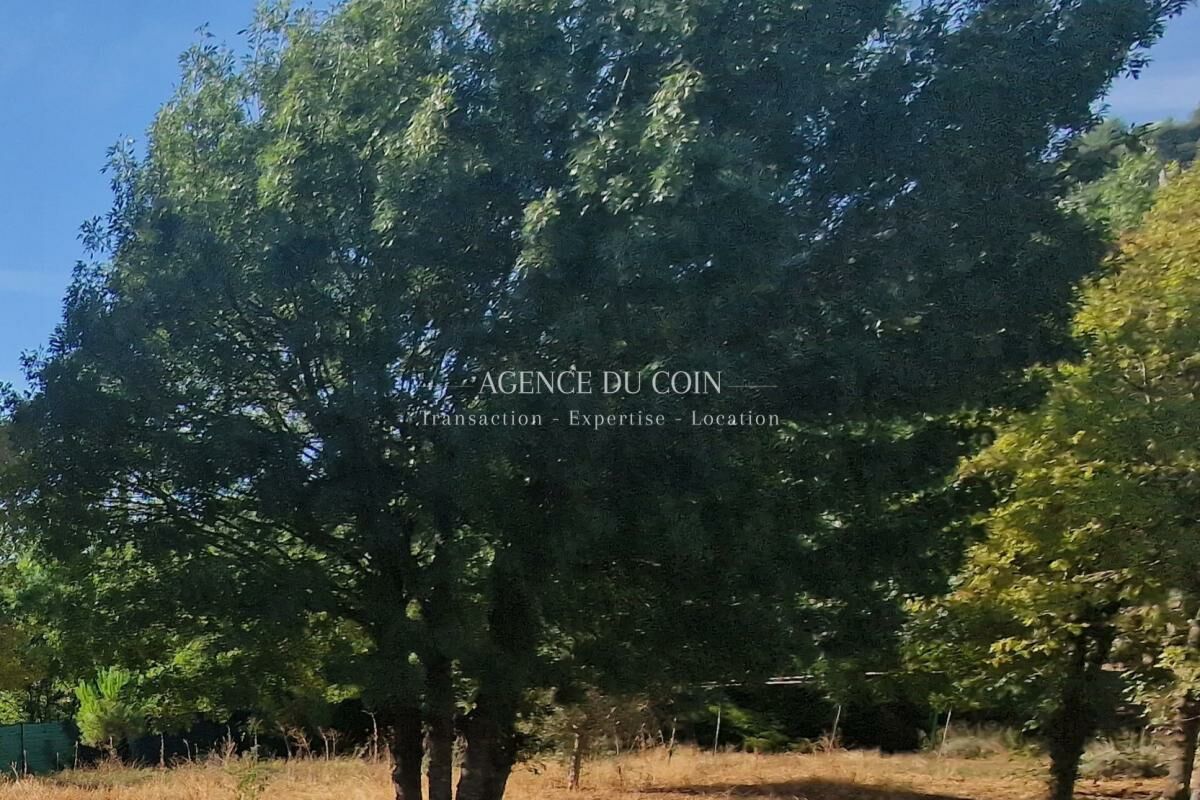 AGENCE DU COIN
Transaction - Expertise - Location